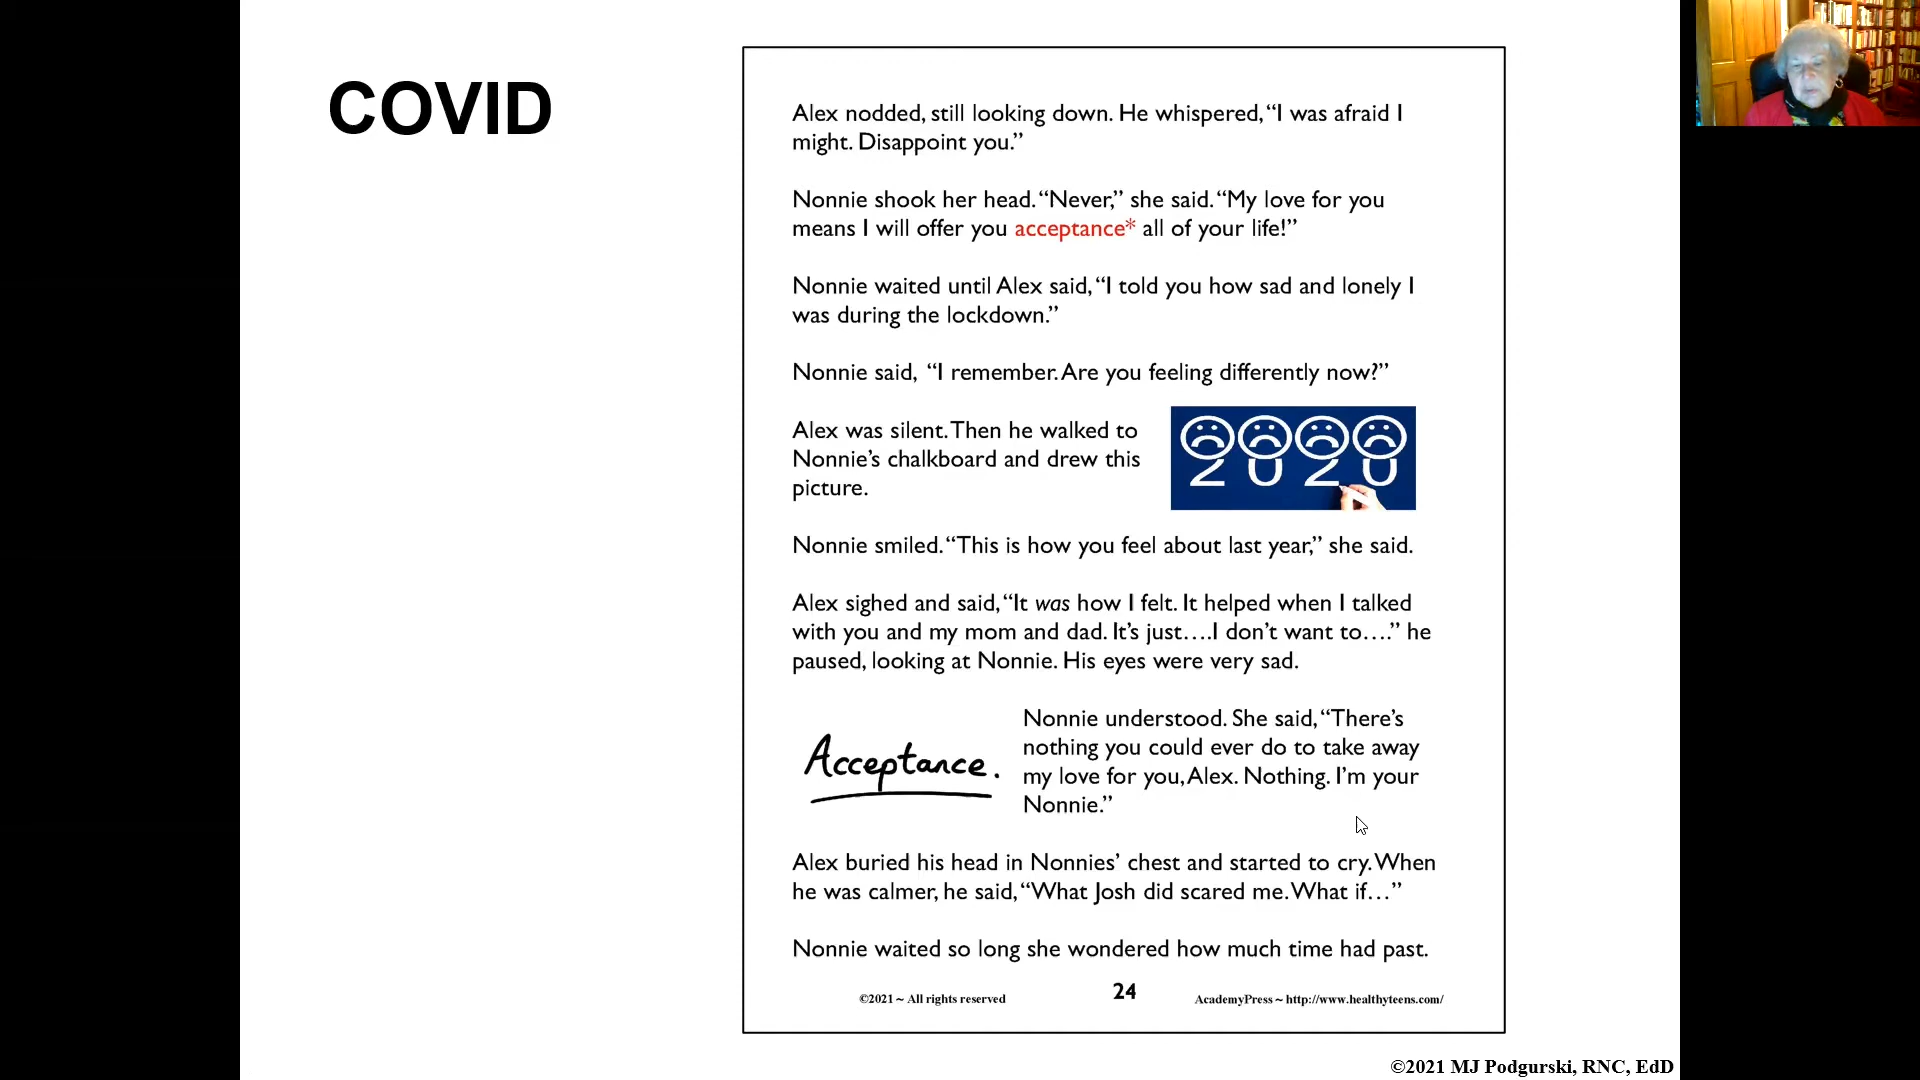 COVID
Alex nodded, still looking down. He whispered, “I was afraid I
might. Disappoint you.”
Nonnie shook her head. “Never,” she said. “My love for you
means I will offer you acceptance* all of your life!”
Nonnie waited until Alex said, “I told you how sad and lonely I
was during the lockdown.”
Nonnie said, “I remember. Are you feeling differently now?”
Alex was silent. Then he walked to
Nonnie’s chalkboard and drew this
picture.
2020
Nonnie smiled. “This is how you feel about last year,” she said.
Alex sighed and said, “It was how I felt. It helped when I talked
with you and my mom and dad. It’s just….I don’t want to….” he
paused, looking at Nonnie. His eyes were very sad.
Acceptance.
Nonnie understood. She said, “There’s
nothing you could ever do to take away
my love for you, Alex. Nothing. I’m your
Nonnie.”
Alex buried his head in Nonnies’ chest and started to cry. When
he was calmer, he said, “What Josh did scared me. What if…”
Nonnie waited so long she wondered how much time had past.
©2021 ~ All rights reserved
24
AcademyPress ~ http://www.healthyteens.com/
©2021 MJ Podgurski, RNC, EdD